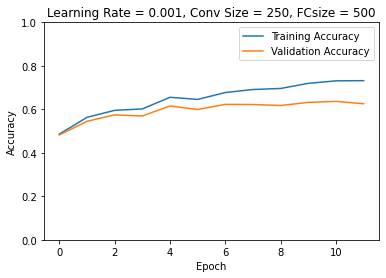 Learning Rate = 0.001, Conv Size = 250, FCsize = 500
Training Accuracy
Validation Accuracy
Accuracy
1.0
0.8
0.6
0.4
0.2
0.0
0 2 4 6 8 10
Epoch